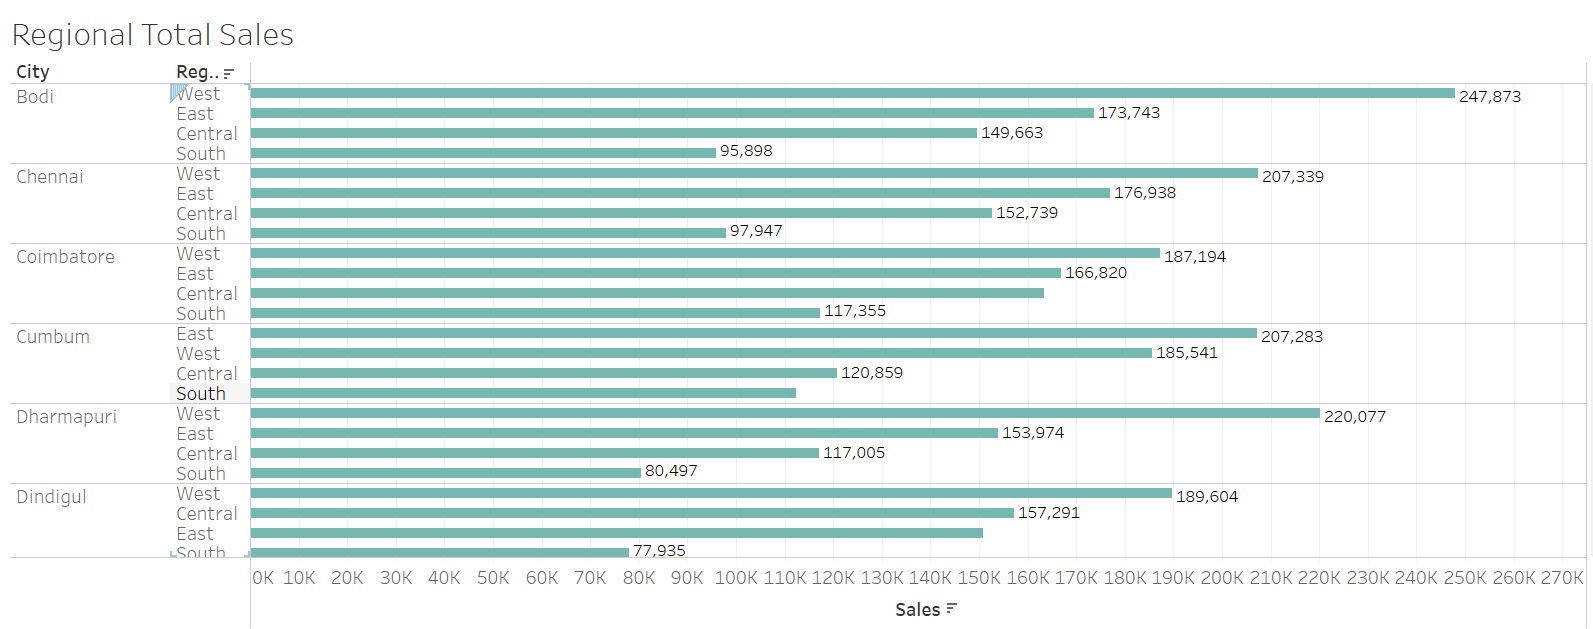 Regional Total Sales
City Reg..
Bodi West 247,873
East 173,743
Central 149,663
South 95,898
Chennai West 207,339
East 176,938
Central 152,739
South 97,947
Coimbatore West 187,194
East 166,820
Central
South 117,355
Cumbum East 207,283
West 185,541
Central 120,859
South
Dharmapuri West 220,077
East 153,974
Central 117,005
South 80,497
Dindigul West 189,604
Central 157,291
East
South 77,935
0K 10K 20K 30K 40K 50K 60K 70K 80K 90K 100K 110K 120K 130K 140K 150K 160K 170K 180K 190K 200K 210K 220K 230K 240K 250K 260K 270K
Sales